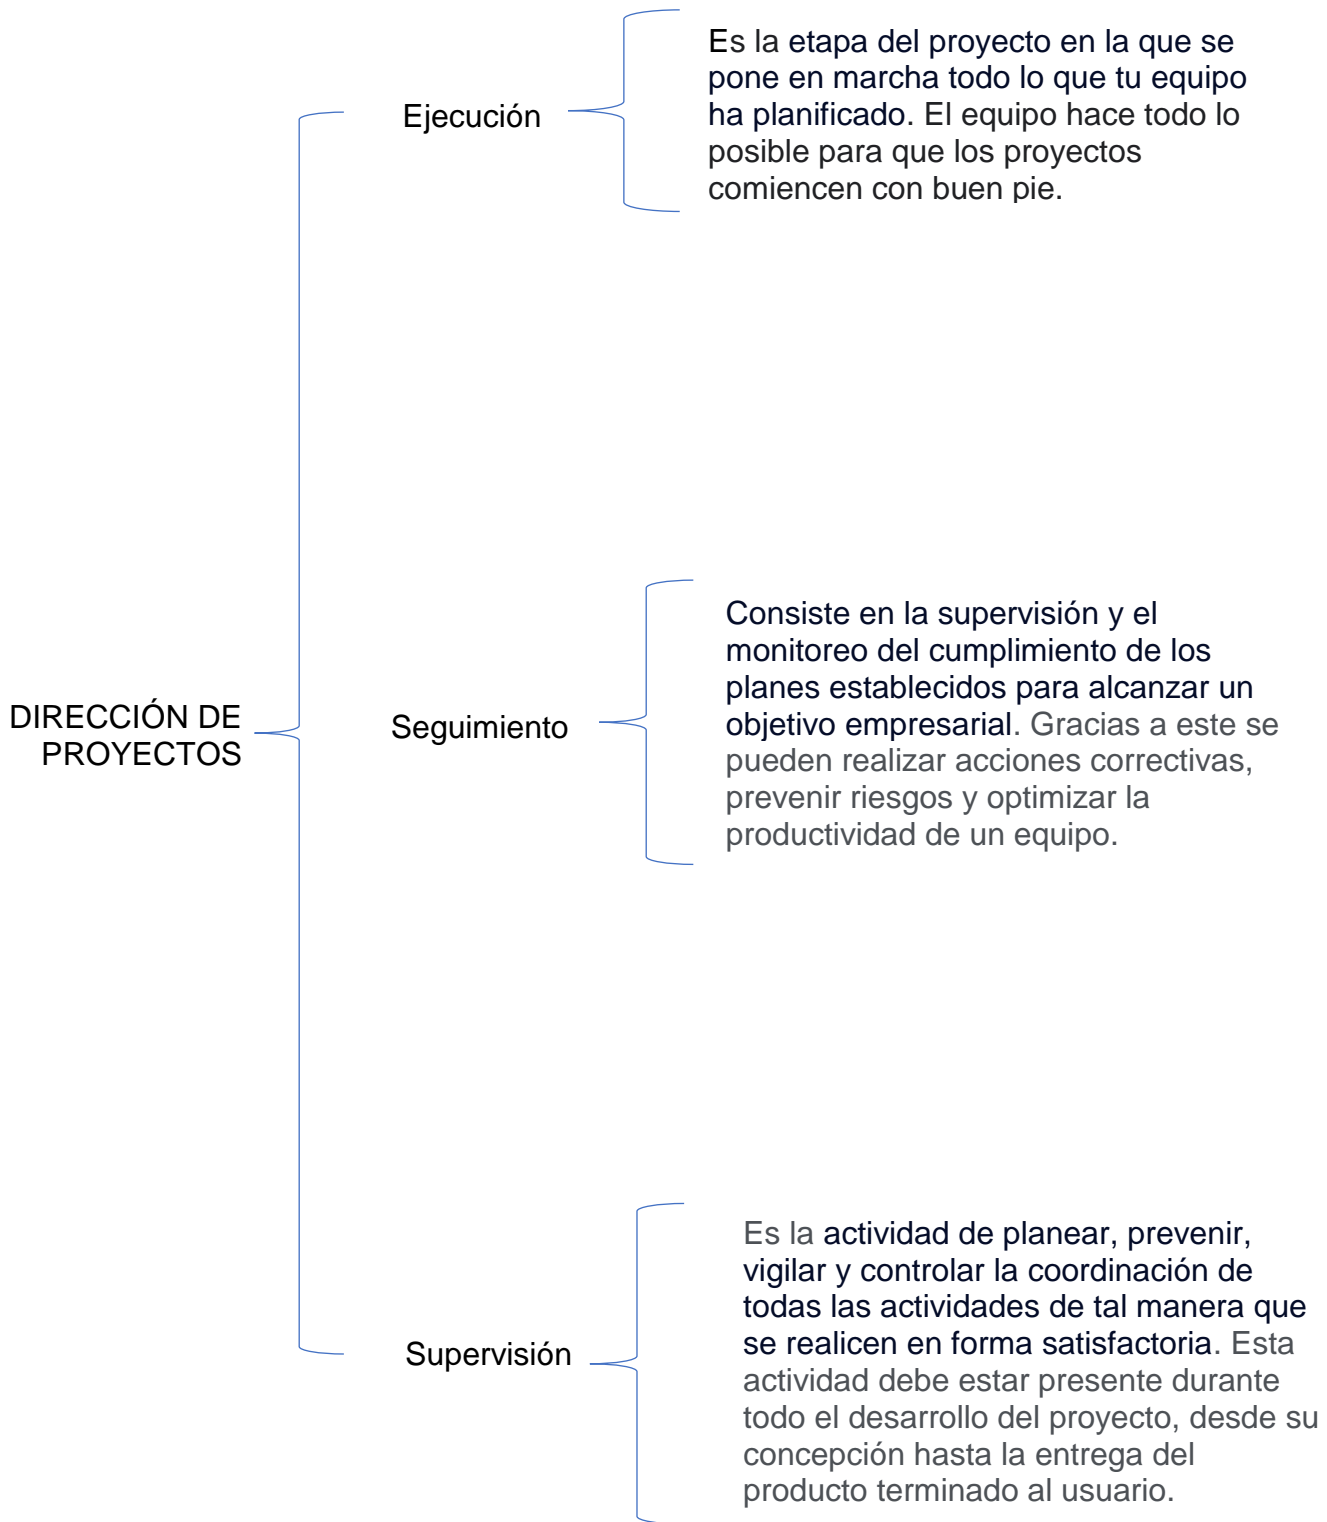 Es la etapa del proyecto en la que se
pone en marcha todo lo que tu equipo
ha planificado. El equipo hace todo lo
posible para que los proyectos
comiencen con buen pie.
Ejecución
Consiste en la supervisión y el
monitoreo del cumplimiento de los
planes establecidos para alcanzar un
objetivo empresarial. Gracias a este se
pueden realizar acciones correctivas,
prevenir riesgos y optimizar la
productividad de un equipo.
DIRECCIÓN DE
PROYECTOS
Seguimiento
Es la actividad de planear, prevenir,
vigilar y controlar la coordinación de
todas las actividades de tal manera que
se realicen en forma satisfactoria. Esta
actividad debe estar presente durante
todo el desarrollo del proyecto, desde su
concepción hasta la entrega del
producto terminado al usuario.
Supervisión